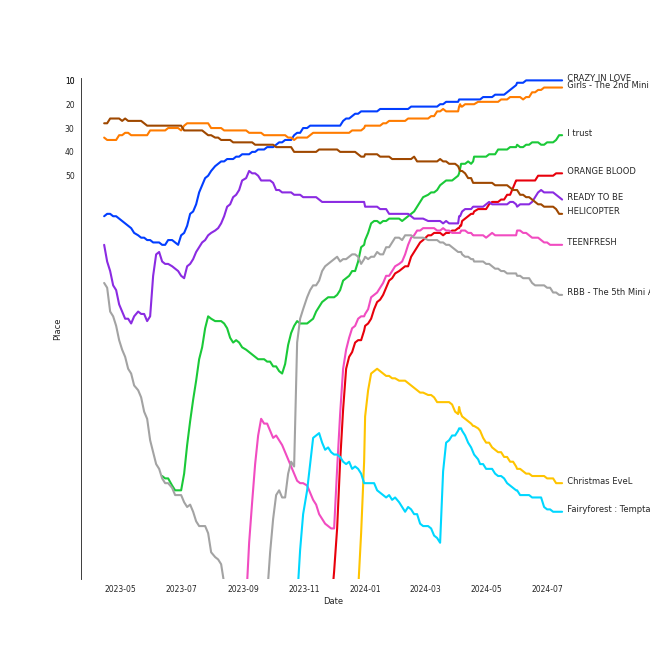 10
10
20
30
40
50
Place
CRAZY IN LOVE
Girls - The 2nd Mini
I trust
ORANGE BLOOD
READY TO BE
HELICOPTER
TEENFRESH
RBB - The 5th Mini A
Christmas EveL
Fairyforest : Tempta
2023-05
2023-07
2023-09
2023-11
2024-01
2024-03
2024-05
2024-07
Date